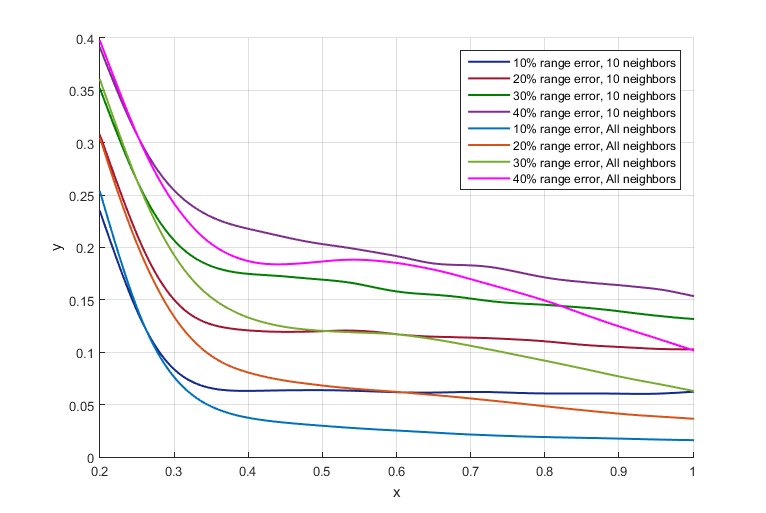 0.4
0.35
0.3
0.25
0.2
0.15
0.1
0.05
0
y
10% range error, 10 neighbors
20% range error, 10 neighbors
30% range error, 10 neighbors
40% range error, 10 neighbors
10% range error, All neighbors
20% range error, All neighbors
30% range error, All neighbors
40% range error, All neighbors
0.2 0.3 0.4 0.5 0.6 0.7 0.8 0.9 1
x